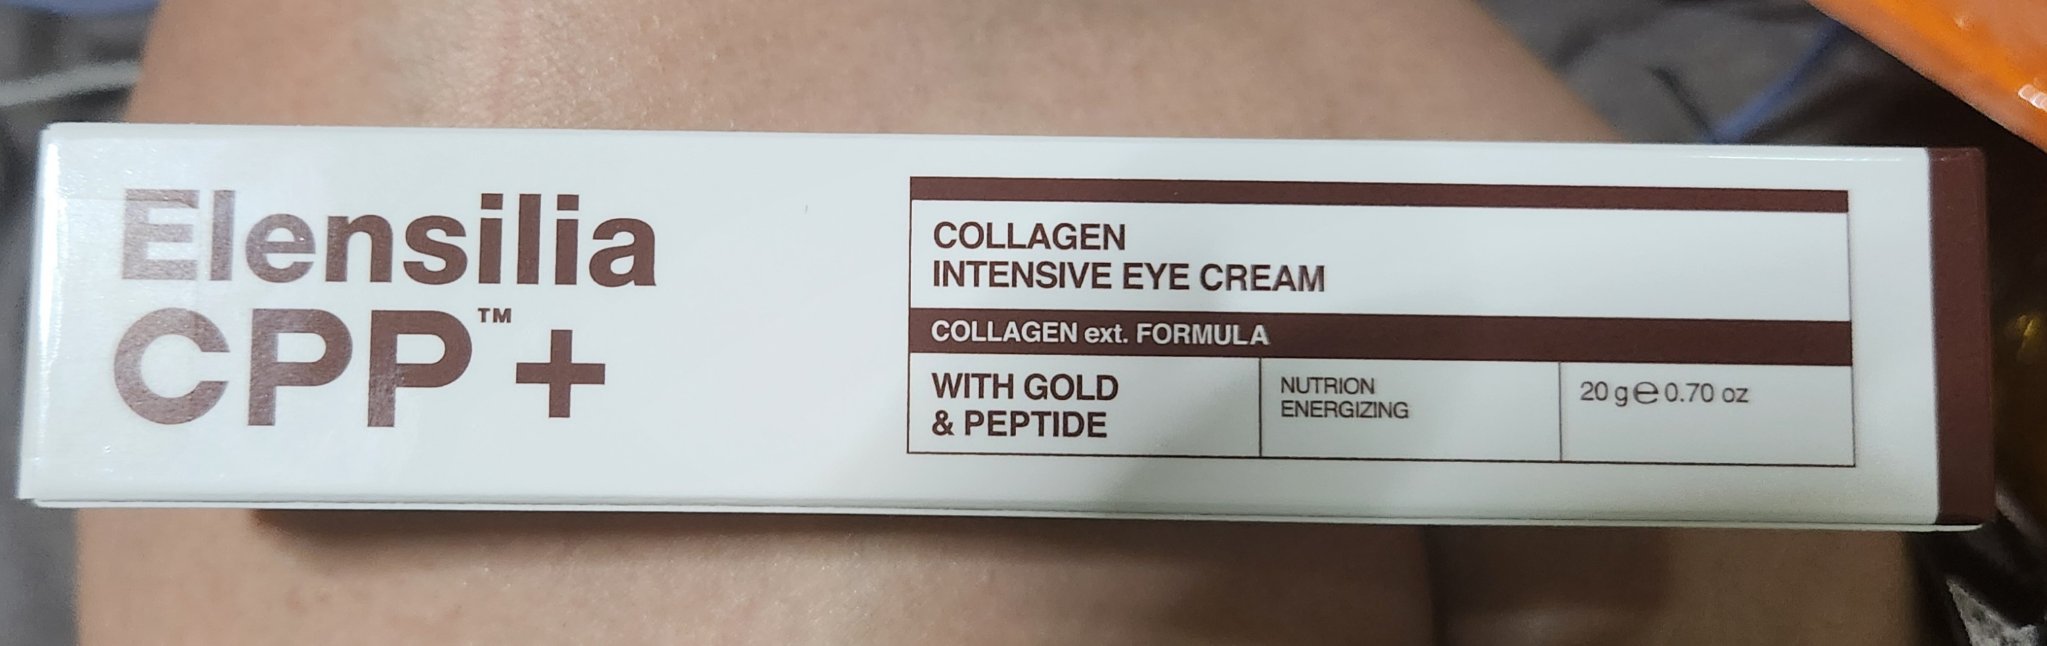 Elensilia
CPP™+
COLLAGEN
INTENSIVE EYE CREAM
COLLAGEN ext. FORMULA
WITH GOLD
& PEPTIDE
NUTRION
ENERGIZING
20 g ℮ 0.70 oz